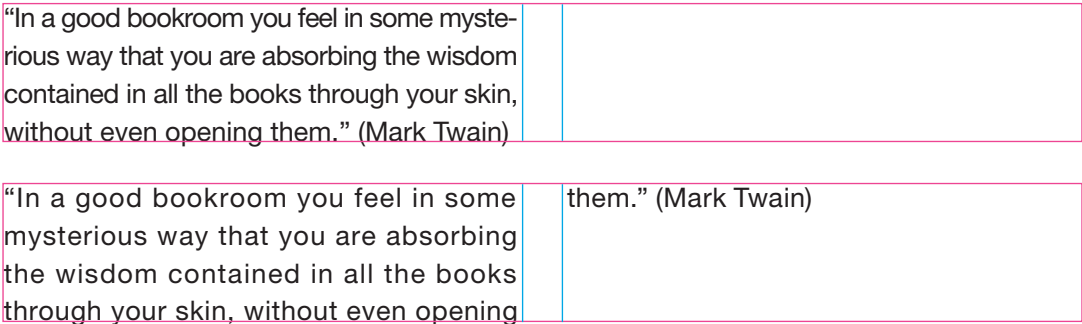 “In a good bookroom you feel in some myste-
rious way that you are absorbing the wisdom
contained in all the books through your skin,
without even opening them.” (Mark Twain)
“In a good bookroom you feel in some
mysterious way that you are absorbing
the wisdom contained in all the books
through your skin, without even opening
them.” (Mark Twain)